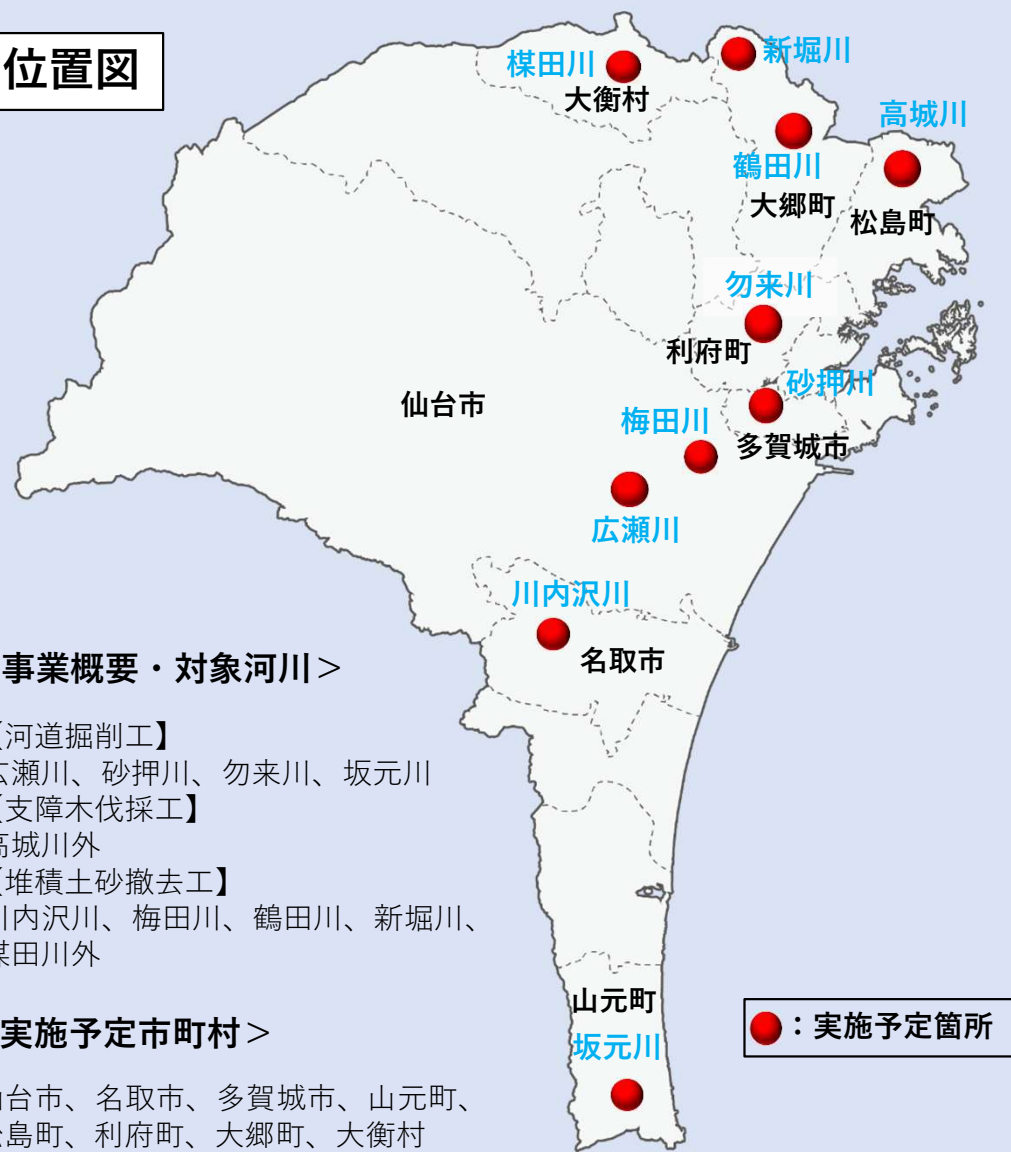 位置図
楳田川
大衡村
新堀川
鶴田川
大郷町
高城川
松島町
勿来川
利府町
砂押川
多賀城市
仙台市
梅田川
広瀬川
川内沢川
名取市
事業概要・対象河川＞
【河道掘削工】
広瀬川、砂押川、勿来川、坂元川
【支障木伐採工】
高城川外
【堆積土砂撤去工】
川内沢川、梅田川、鶴田川、新堀川、
楳田川外
実施予定市町村＞
仙台市、名取市、多賀城市、山元町、
松島町、利府町、大郷町、大衡村
山元町
坂元川
：実施予定箇所